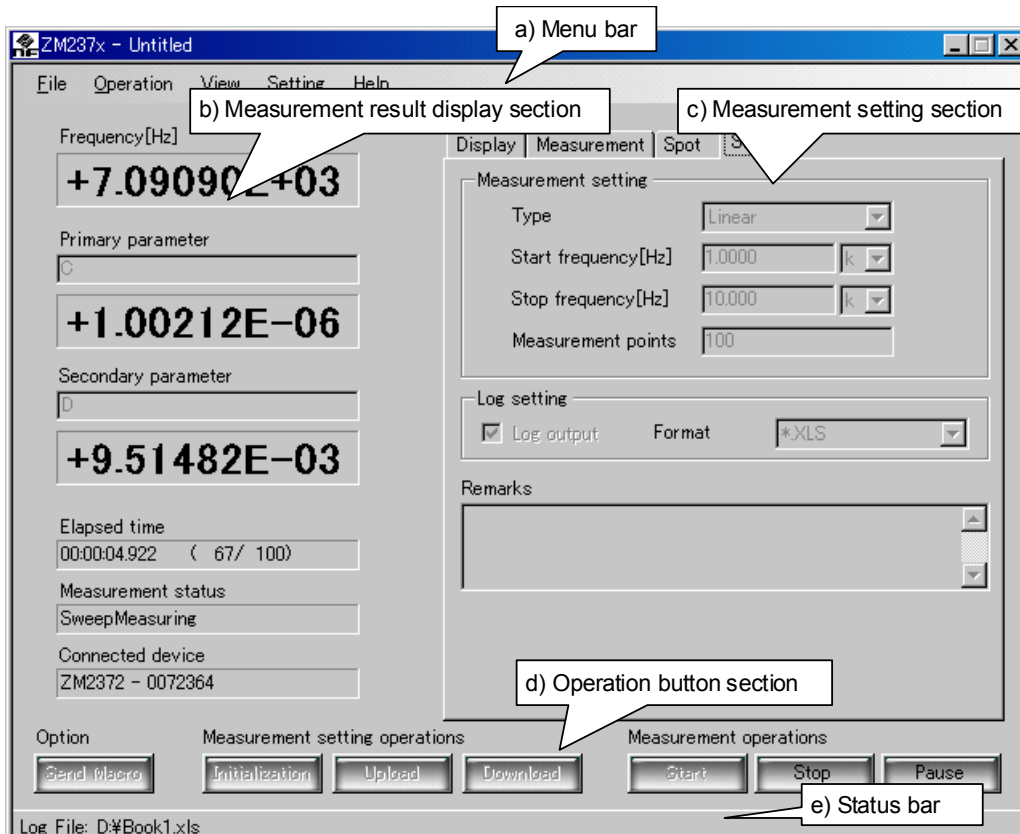 a) Menu bar
ZM237x - Untitled
File Operation View Setting Help
b) Measurement result display section
c) Measurement setting section
Frequency[Hz]
+7.09090E+03
Display Measurement Spot
Measurement setting
Type Linear
Start frequency[Hz] 1.0000 k
Stop frequency[Hz] 10.000 k
Measurement points 100
Primary parameter
C
+1.00212E-06
Secondary parameter
D
+9.51482E-03
Log setting
Log output Format *.XLS
Remarks
Elapsed time
00:00:04.922 ( 67/ 100)
Measurement status
SweepMeasuring
Connected device
ZM2372 - 0072364
d) Operation button section
Option Measurement setting operations Measurement operations
Send Macro Initialization Upload Download Start Stop Pause
e) Status bar
Log File: D:¥Book1.xls